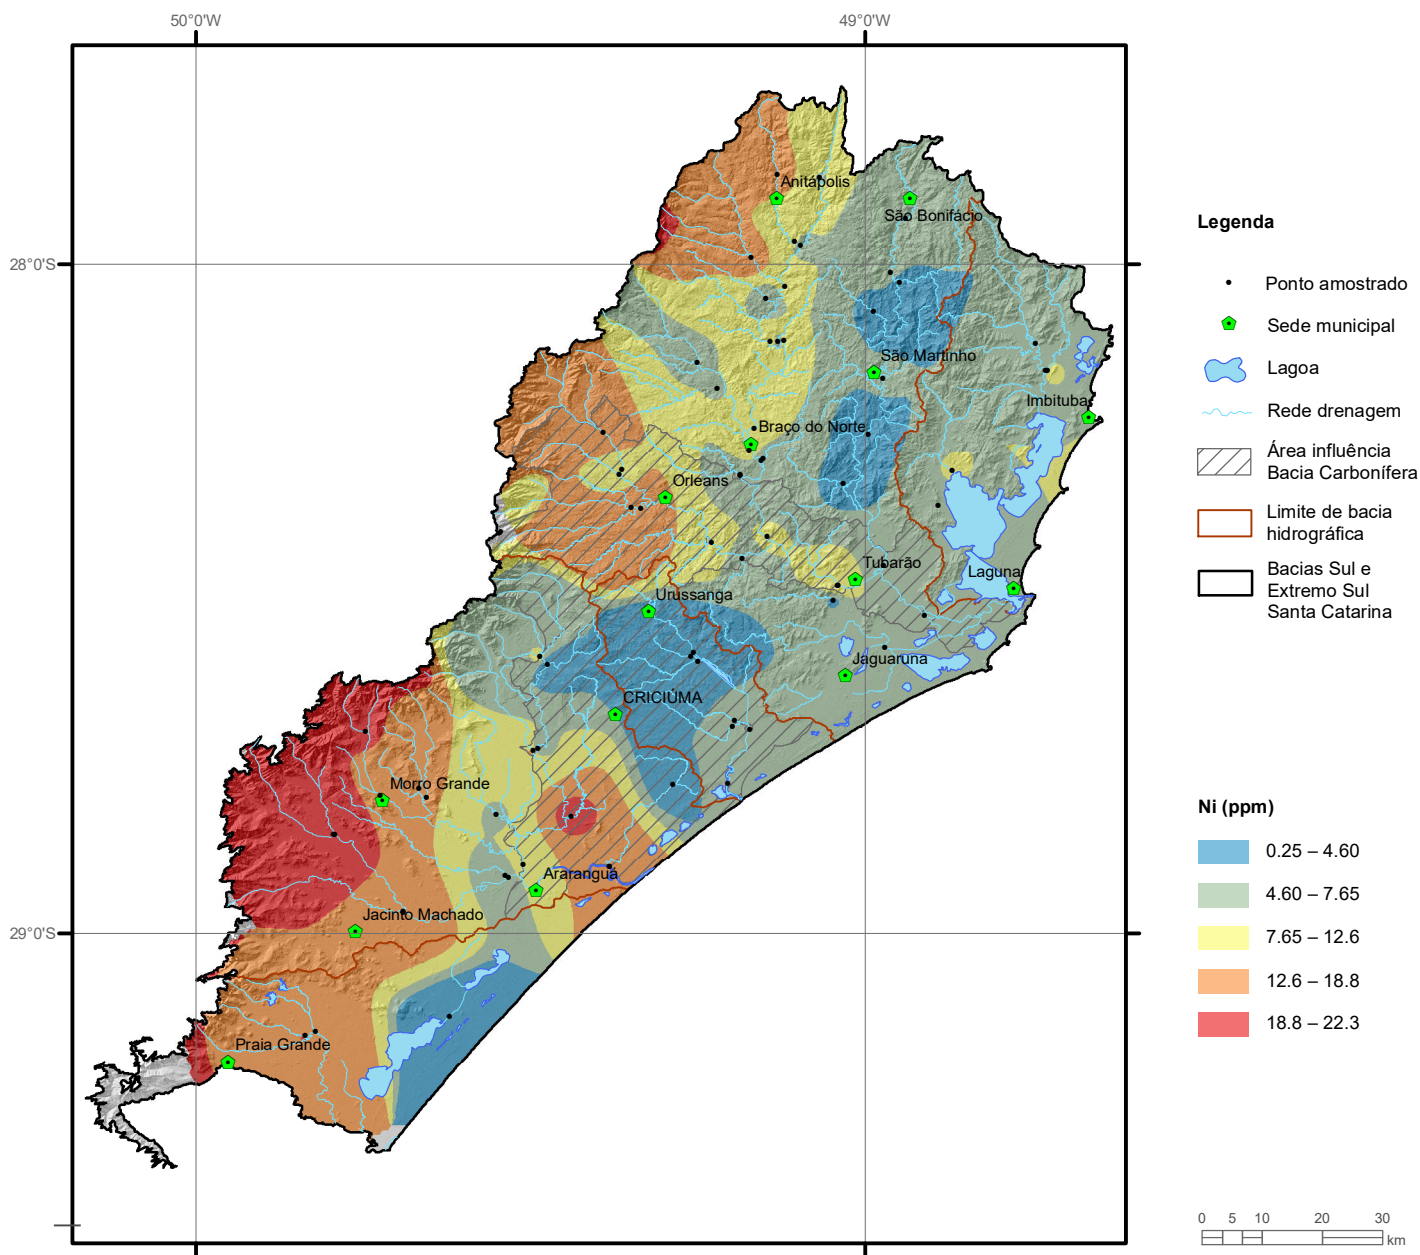 50°0'W
49°0'W
28°0'S
29°0'S
Anitápolis
São Bonifácio
São Martinho
Imbituba
Braço do Norte
Orleans
Tubarão
Laguna
Urussanga
Jaguaruna
CRICIÚMA
Morro Grande
Araranguá
Jacinto Machado
Praia Grande
Legenda
Ponto amostrado
Sede municipal
Lagoa
Rede drenagem
Área influência
Bacia Carbonífera
Limite de bacia
hidrográfica
Bacias Sul e
Extremo Sul
Santa Catarina
Ni (ppm)
0.25 – 4.60
4.60 – 7.65
7.65 – 12.6
12.6 – 18.8
18.8 – 22.3
0 5 10 20 30
km